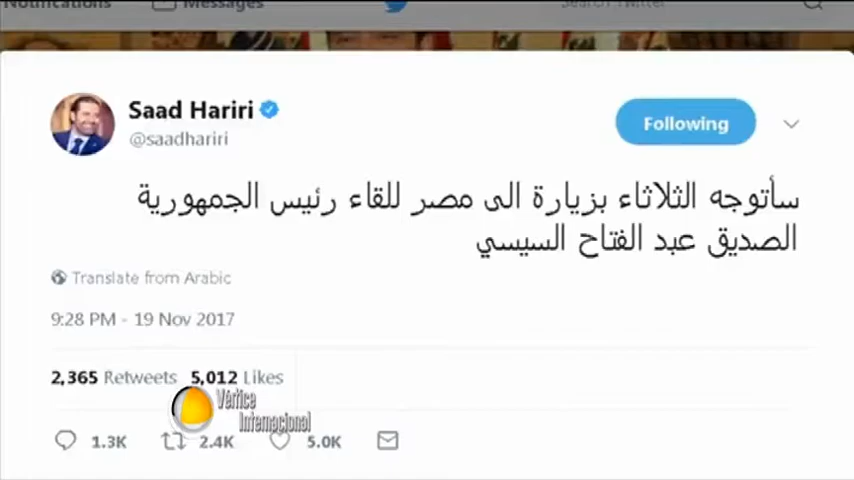 Notifications Messages Search Twitter
Saad Hariri
@saadhariri
Following
سأتوجه الثلاثاء بزيارة الى مصر للقاء رئيس الجمهورية
الصديق عبد الفتاح السيسي
Translate from Arabic
9:28 PM - 19 Nov 2017
2,365 Retweets 5,012 Likes
Vértice
Internacional
1.3K 2.4K 5.0K